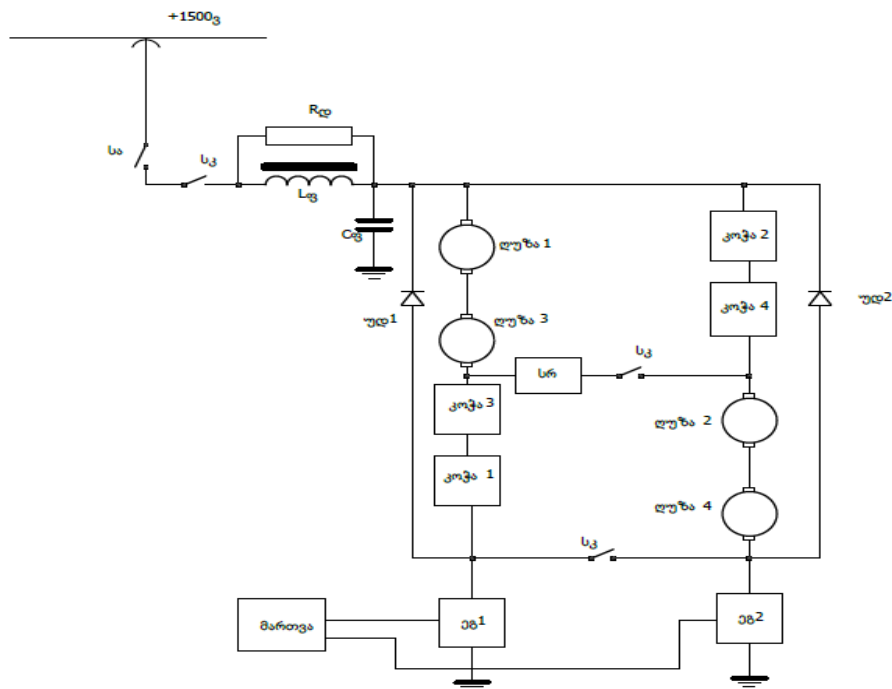 +1500ვ
Rდ
სა
სკ
Lფ
Cფ
ღუზა 1
კოჭა 2
უდ1
ღუზა 3
კოჭა 4
უდ2
სრ
სკ
კოჭა 3
ღუზა 2
კოჭა 1
ღუზა 4
სკ
მართვა
ეგ1
ეგ2